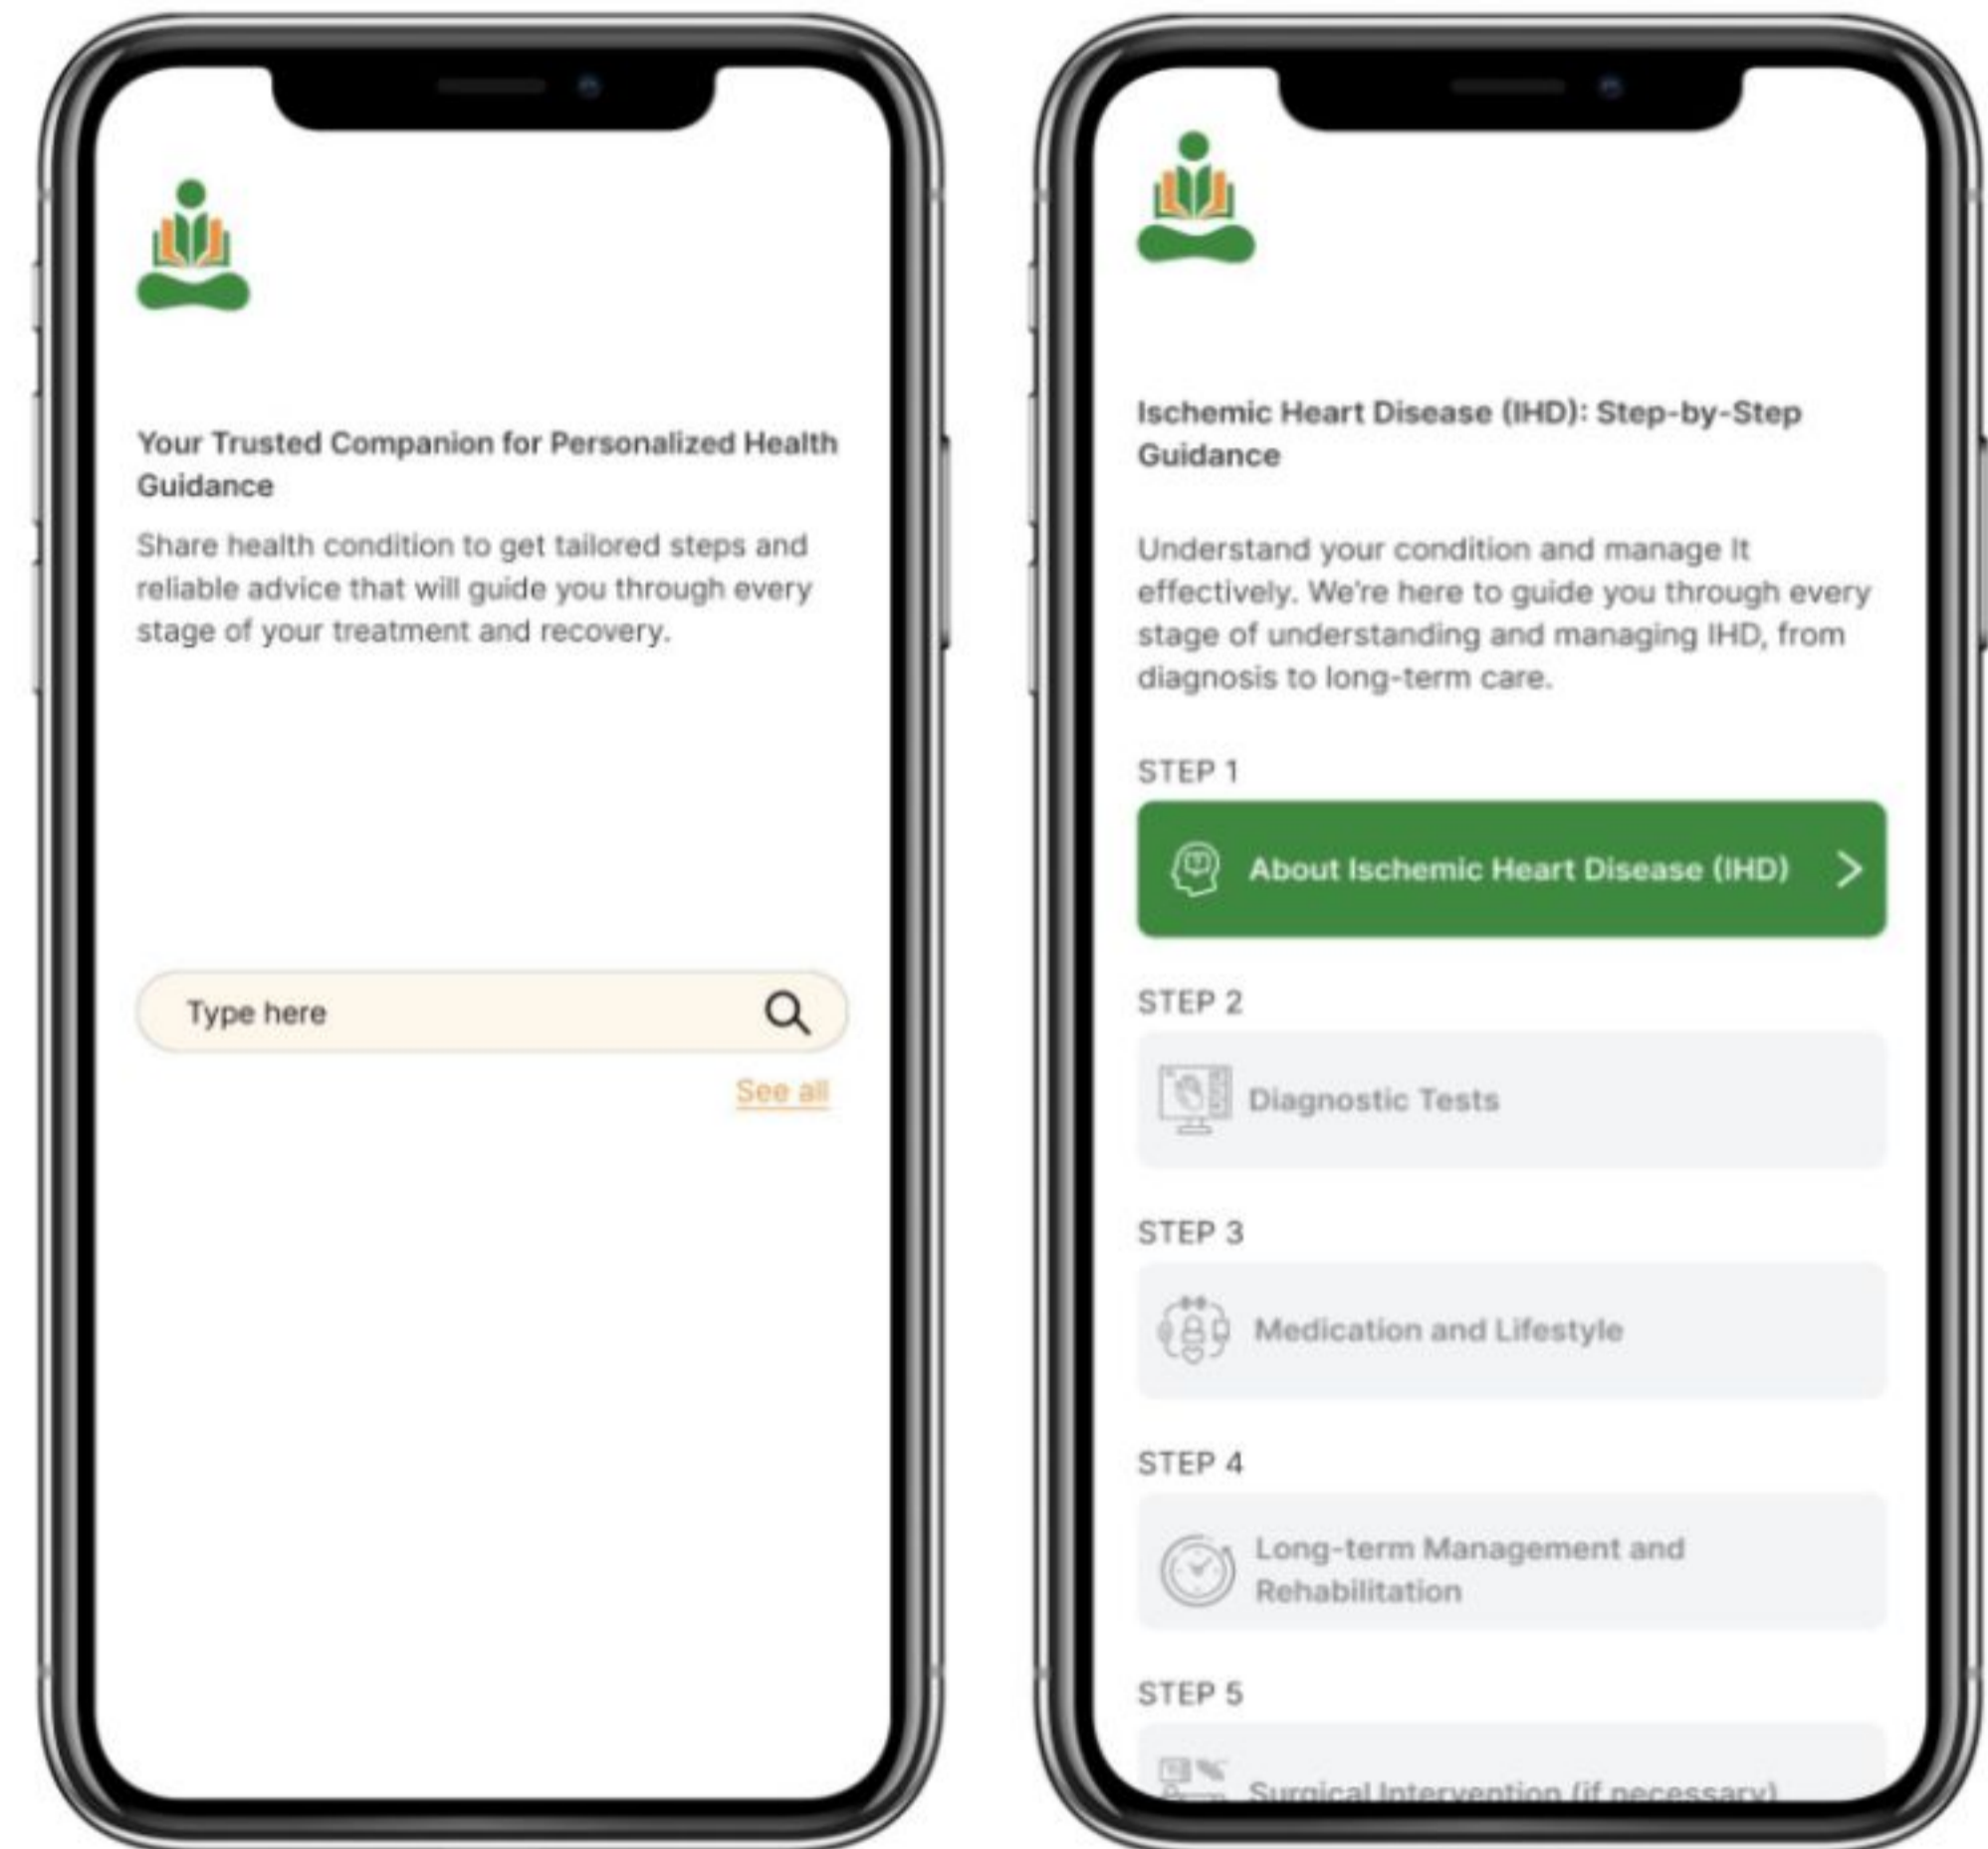 Your Trusted Companion for Personalized Health
Guidance
Share health condition to get tailored steps and
reliable advice that will guide you through every
stage of your treatment and recovery.
Type here
See all
Ischemic Heart Disease (IHD): Step-by-Step
Guidance
Understand your condition and manage It
effectively. We're here to guide you through every
stage of understanding and managing IHD, from
diagnosis to long-term care.
STEP 1
About Ischemic Heart Disease (IHD)
STEP 2
Diagnostic Tests
STEP 3
Medication and Lifestyle
STEP 4
Long-term Management and
Rehabilitation
STEP 5
Surgical Intervention (if necessary)